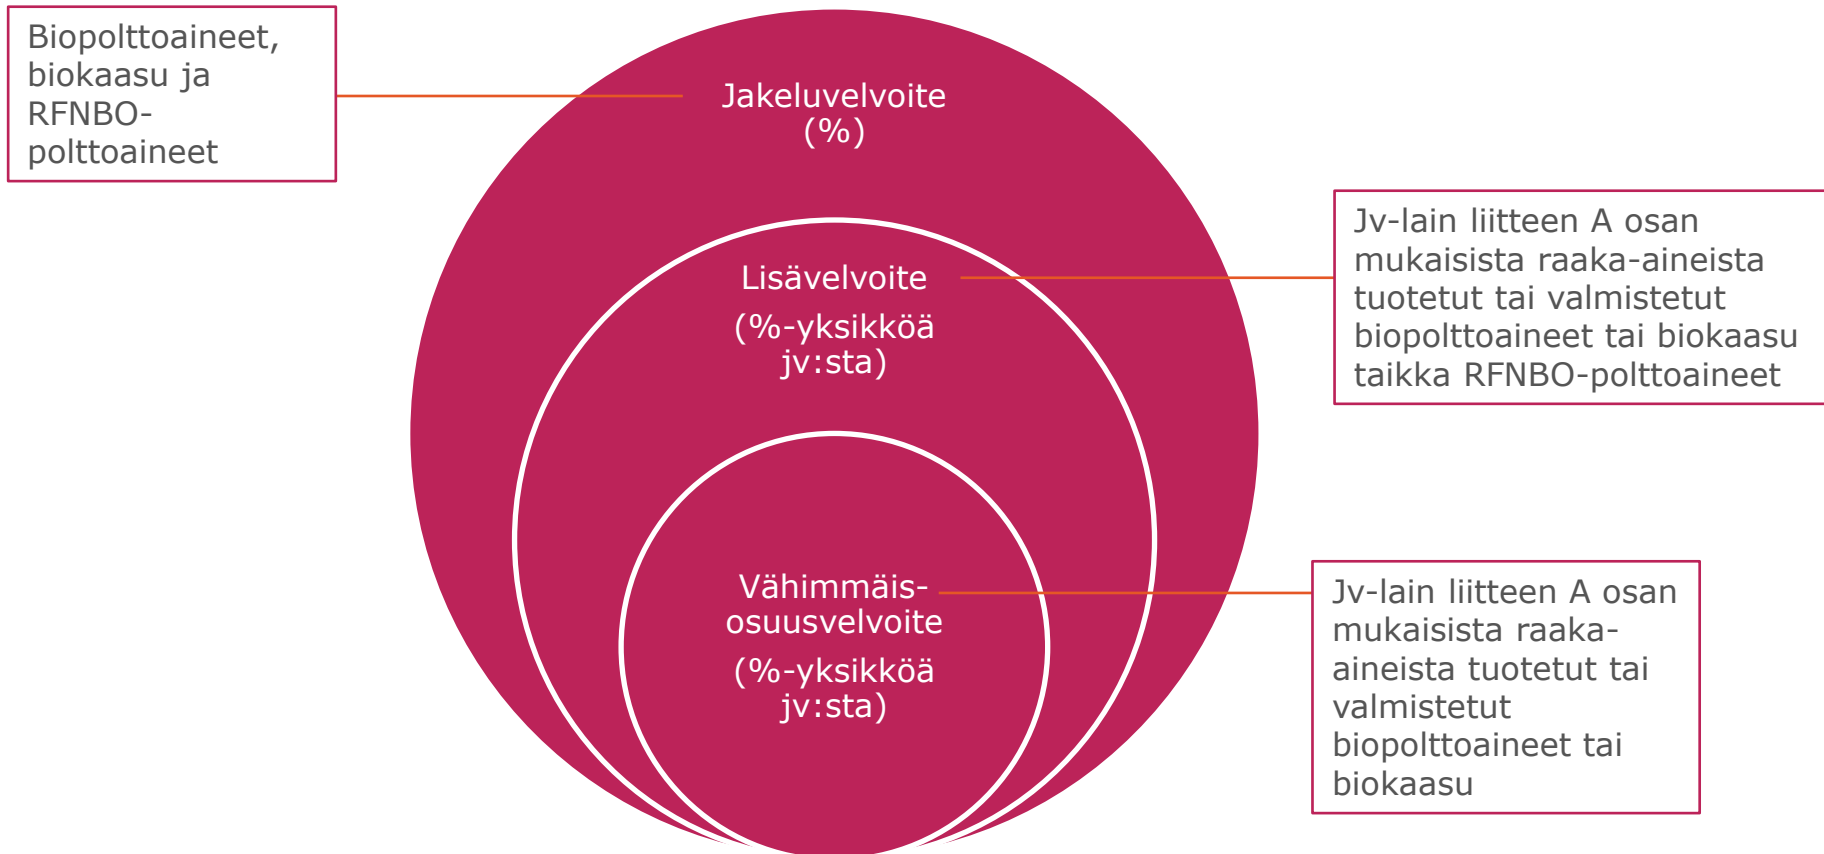 Biopolttoaineet,
biokaasu ja
RFNBO-
polttoaineet
Jakeluvelvoite
(%)
Lisävelvoite
(%-yksikköä
jv:sta)
Jv-lain liitteen A osan
mukaisista raaka-aineista
tuotetut tai valmistetut
biopolttoaineet tai biokaasu
taikka RFNBO-polttoaineet
Vähimmäis-
osuusvelvoite
(%-yksikköä
jv:sta)
Jv-lain liitteen A osan
mukaisista raaka-
aineista tuotetut tai
valmistetut
biopolttoaineet tai
biokaasu